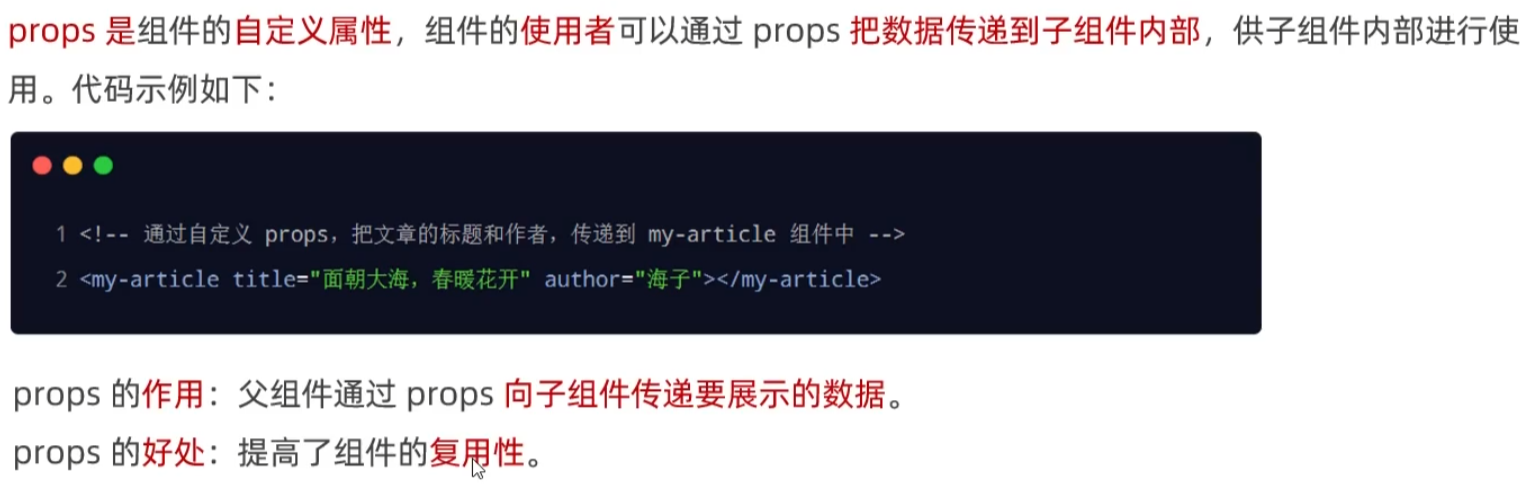 props 是组件的自定义属性，组件的使用者可以通过 props 把数据传递到子组件内部，供子组件内部进行使
用。代码示例如下：
1 <!-- 通过自定义 props，把文章的标题和作者，传递到 my-article 组件中 -->
2 <my-article title="面朝大海，春暖花开" author="海子"></my-article>
props 的作用：父组件通过 props 向子组件传递要展示的数据。
props 的好处：提高了组件的复用性。